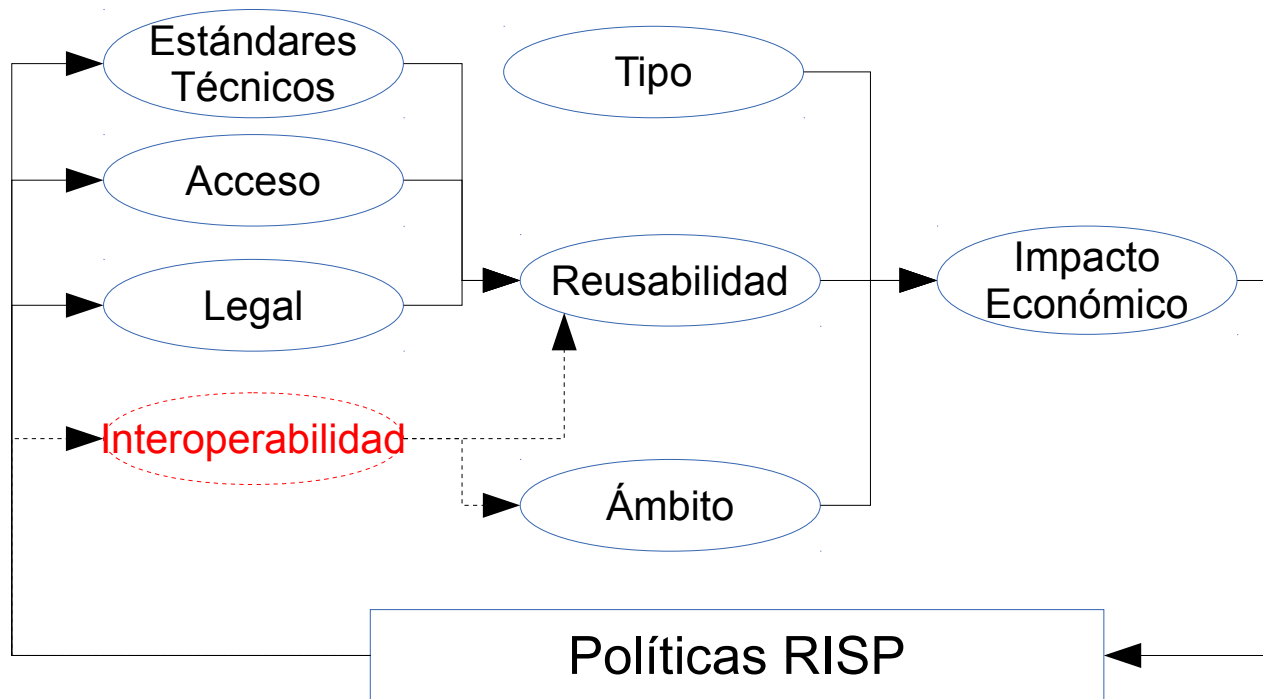 Estándares
Técnicos
Tipo
Acceso
Reusabilidad
Impacto
Económico
Legal
Interoperabilidad
Ámbito
Políticas RISP